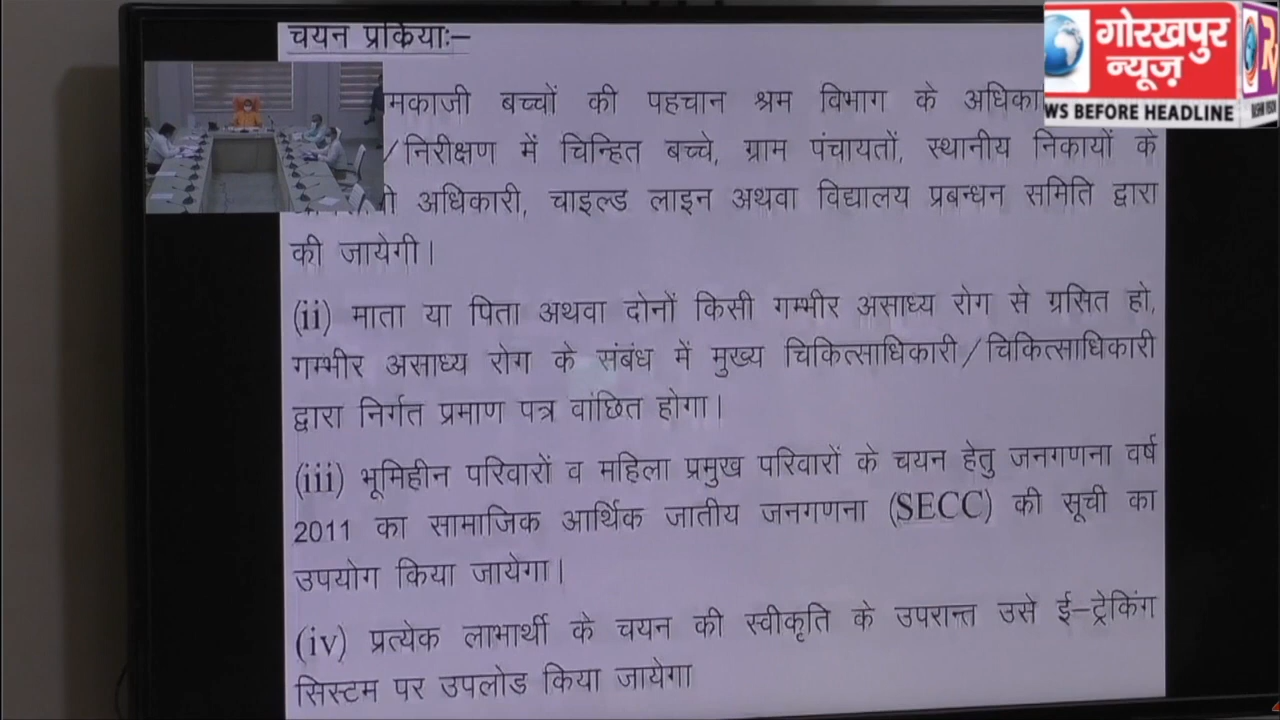 चयन प्रकियाः–
गोरखपुर
न्यूज़
WS BEFORE HEADLINE
मकाजी बच्चों की पहचान श्रम विभाग के अधिका
/निरीक्षण में चिन्हित बच्चे, ग्राम पंचायतों, स्थानीय निकायों के
अधिकारी, चाइल्ड लाइन अथवा विद्यालय प्रबन्धन समिति द्वारा
की जायेगी।
(ii) माता या पिता अथवा दोनों किसी गम्भीर असाध्य रोग से ग्रसित हो,
गम्भीर असाध्य रोग के संबंध में मुख्य चिकित्साधिकारी/चिकित्साधिकारी
द्वारा निर्गत प्रमाण पत्र वांछित होगा।
(iii) भूमिहीन परिवारों व महिला प्रमुख परिवारों के चयन हेतु जनगणना वर्ष
2011 का सामाजिक आर्थिक जातीय जनगणना (SECC) की सूची का
उपयोग किया जायेगा।
(iv) प्रत्येक लाभार्थी के चयन की स्वीकृति के उपरान्त उसे ई–ट्रेकिंग
सिस्टम पर उपलोड किया जायेगा